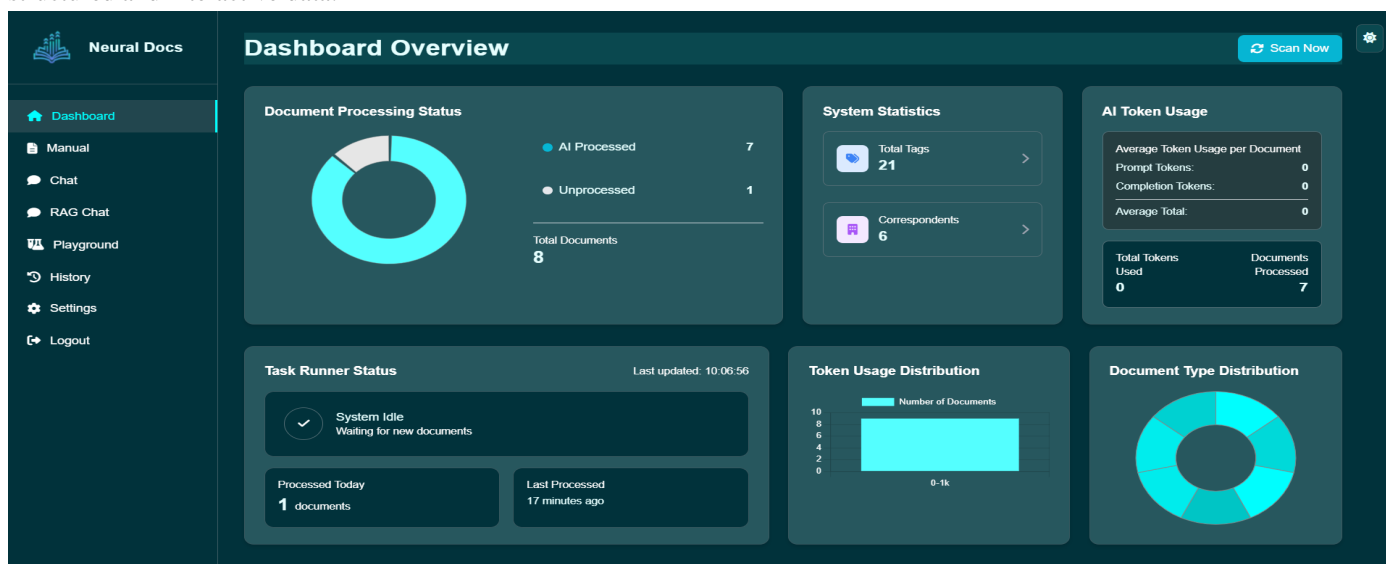 Neural Docs
Dashboard
Manual
Chat
RAG Chat
Playground
History
Settings
Logout
Dashboard Overview
Scan Now
Document Processing Status
AI Processed 7
Unprocessed 1
Total Documents
8
System Statistics
Total Tags
21
Correspondents
6
AI Token Usage
Average Token Usage per Document
Prompt Tokens: 0
Completion Tokens: 0
Average Total: 0
Total Tokens Used
0
Documents Processed
7
Task Runner Status
Last updated: 10:06:56
System Idle
Waiting for new documents
Processed Today
1 documents
Last Processed
17 minutes ago
Token Usage Distribution
Number of Documents
10
8
6
4
2
0
0-1k
Document Type Distribution